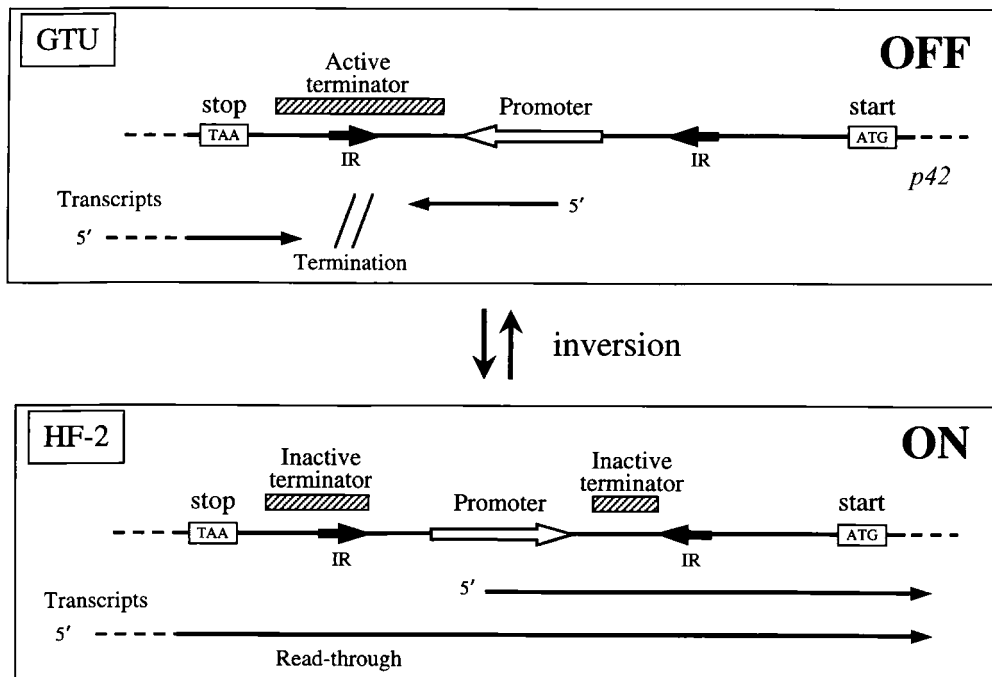 GTU
OFF
Active
terminator
stop
Promoter
start
TAA
ATG
IR
IR
p42
Transcripts
5′
5′
Termination
inversion
HF-2
ON
Inactive
terminator
Inactive
terminator
stop
Promoter
start
TAA
ATG
IR
IR
5′
Transcripts
5′
Read-through